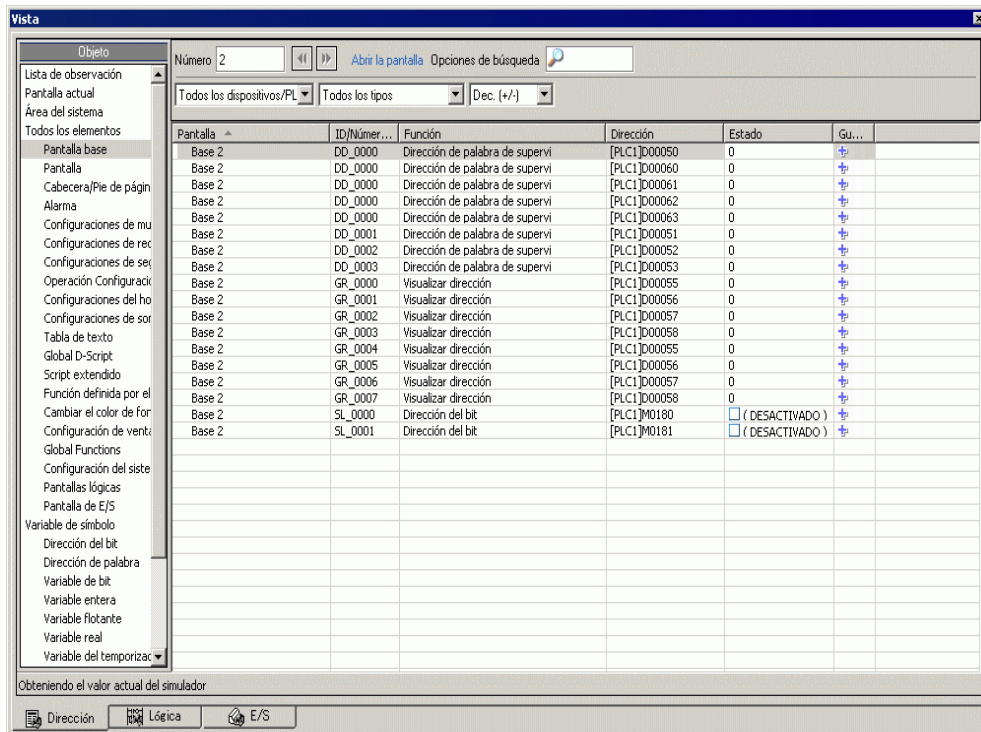 Vista
Objeto
Lista de observación
Pantalla actual
Área del sistema
Todos los elementos
Pantalla base
Pantalla
Cabecera/Pie de págin
Alarma
Configuraciones de mu
Configuraciones de red
Configuraciones de seg
Operación Configuració
Configuraciones del ho
Configuraciones de sor
Tabla de texto
Global D-Script
Script extendido
Función definida por el
Cambiar el color de for
Configuración de venta
Global Functions
Configuración del siste
Pantallas lógicas
Pantalla de E/S
Variable de símbolo
Dirección del bit
Dirección de palabra
Variable de bit
Variable entera
Variable flotante
Variable real
Variable del temporizac
Número 2 Abrir la pantalla Opciones de búsqueda
Todos los dispositivos/PL Todos los tipos Dec. (+/-)
Pantalla ID/Númer... Función Dirección Estado Gu...
Base 2 DD_0000 Dirección de palabra de supervi [PLC1]D00050 0
Base 2 DD_0000 Dirección de palabra de supervi [PLC1]D00060 0
Base 2 DD_0000 Dirección de palabra de supervi [PLC1]D00061 0
Base 2 DD_0000 Dirección de palabra de supervi [PLC1]D00062 0
Base 2 DD_0000 Dirección de palabra de supervi [PLC1]D00063 0
Base 2 DD_0001 Dirección de palabra de supervi [PLC1]D00051 0
Base 2 DD_0002 Dirección de palabra de supervi [PLC1]D00052 0
Base 2 DD_0003 Dirección de palabra de supervi [PLC1]D00053 0
Base 2 GR_0000 Visualizar dirección [PLC1]D00055 0
Base 2 GR_0001 Visualizar dirección [PLC1]D00056 0
Base 2 GR_0002 Visualizar dirección [PLC1]D00057 0
Base 2 GR_0003 Visualizar dirección [PLC1]D00058 0
Base 2 GR_0004 Visualizar dirección [PLC1]D00055 0
Base 2 GR_0005 Visualizar dirección [PLC1]D00056 0
Base 2 GR_0006 Visualizar dirección [PLC1]D00057 0
Base 2 GR_0007 Visualizar dirección [PLC1]D00058 0
Base 2 SL_0000 Dirección del bit [PLC1]M0180 ( DESACTIVADO )
Base 2 SL_0001 Dirección del bit [PLC1]M0181 ( DESACTIVADO )
Obteniendo el valor actual del simulador
Dirección Lógica E/S